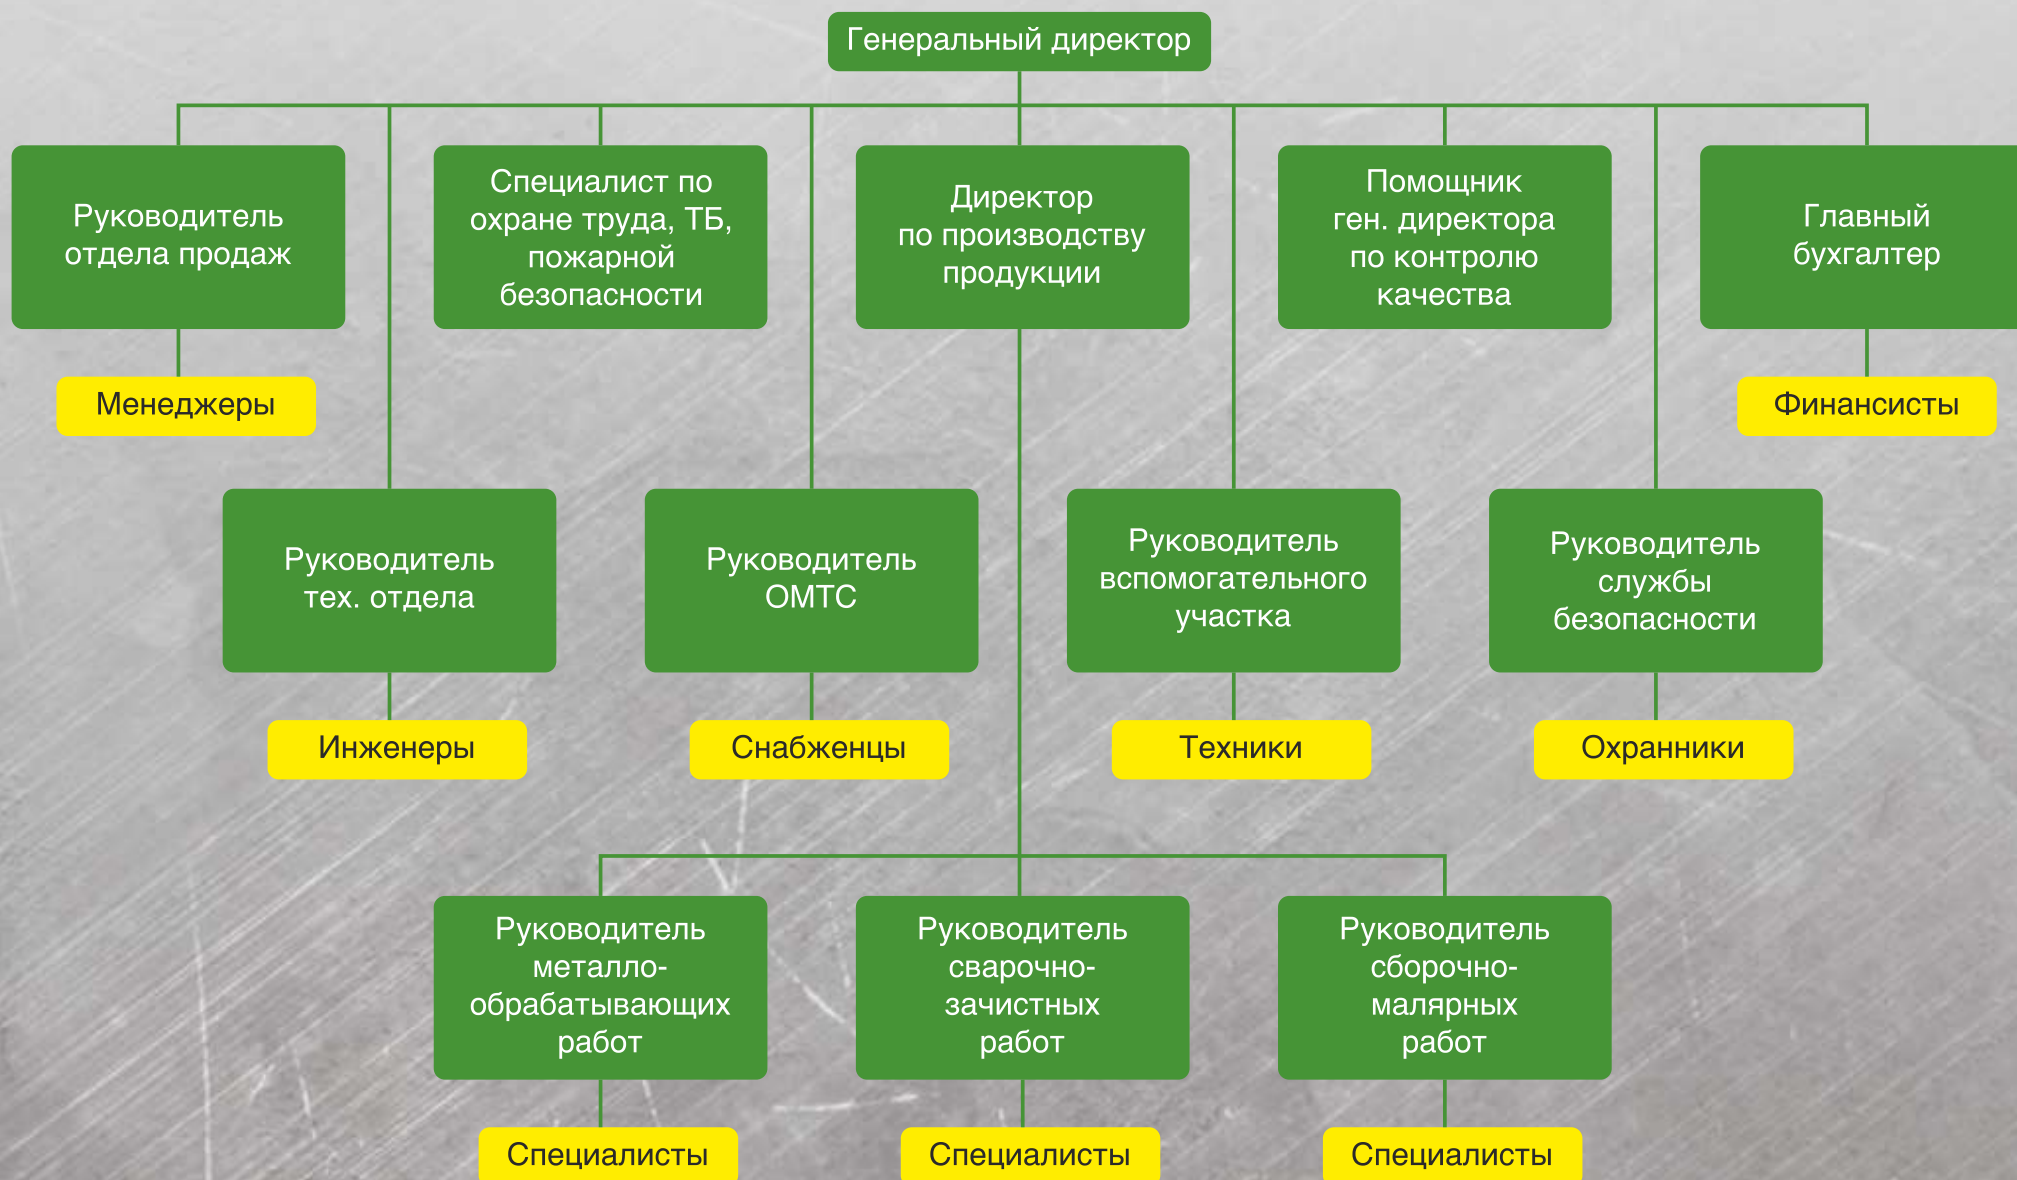 Генеральный директор
Руководитель
отдела продаж
Специалист по
охране труда, ТБ,
пожарной
безопасности
Директор
по производству
продукции
Помощник
ген. директора
по контролю
качества
Главный
бухгалтер
Менеджеры
Финансисты
Руководитель
тех. отдела
Руководитель
ОМТС
Руководитель
вспомогательного
участка
Руководитель
службы
безопасности
Инженеры
Снабженцы
Техники
Охранники
Руководитель
металло-
обрабатывающих
работ
Руководитель
сварочно-
зачистных
работ
Руководитель
сборочно-
малярных
работ
Специалисты
Специалисты
Специалисты